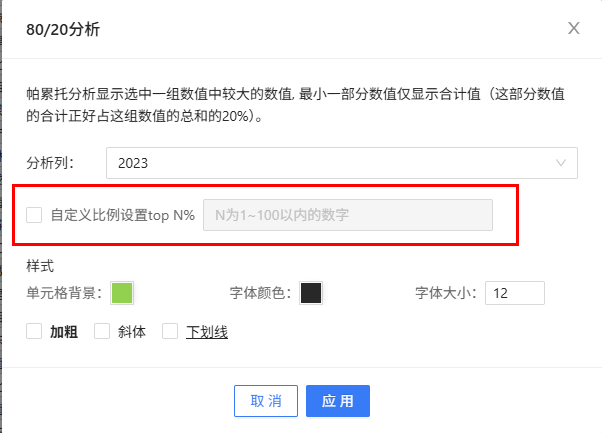 80/20分析
帕累托分析显示选中一组数值中较大的数值, 最小一部分数值仅显示合计值（这部分数值
的合计正好占这组数值的总和的20%）。
分析列： 2023
自定义比例设置top N% N为1~100以内的数字
样式
单元格背景： 字体颜色： 字体大小： 12
加粗 斜体 下划线
取 消 应 用